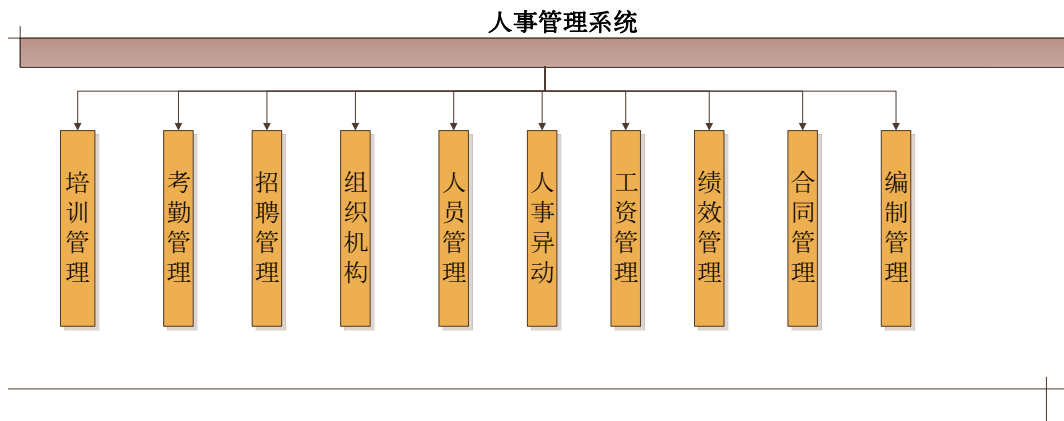 人事管理系统
培训管理
考勤管理
招聘管理
组织机构
人员管理
人事异动
工资管理
绩效管理
合同管理
编制管理